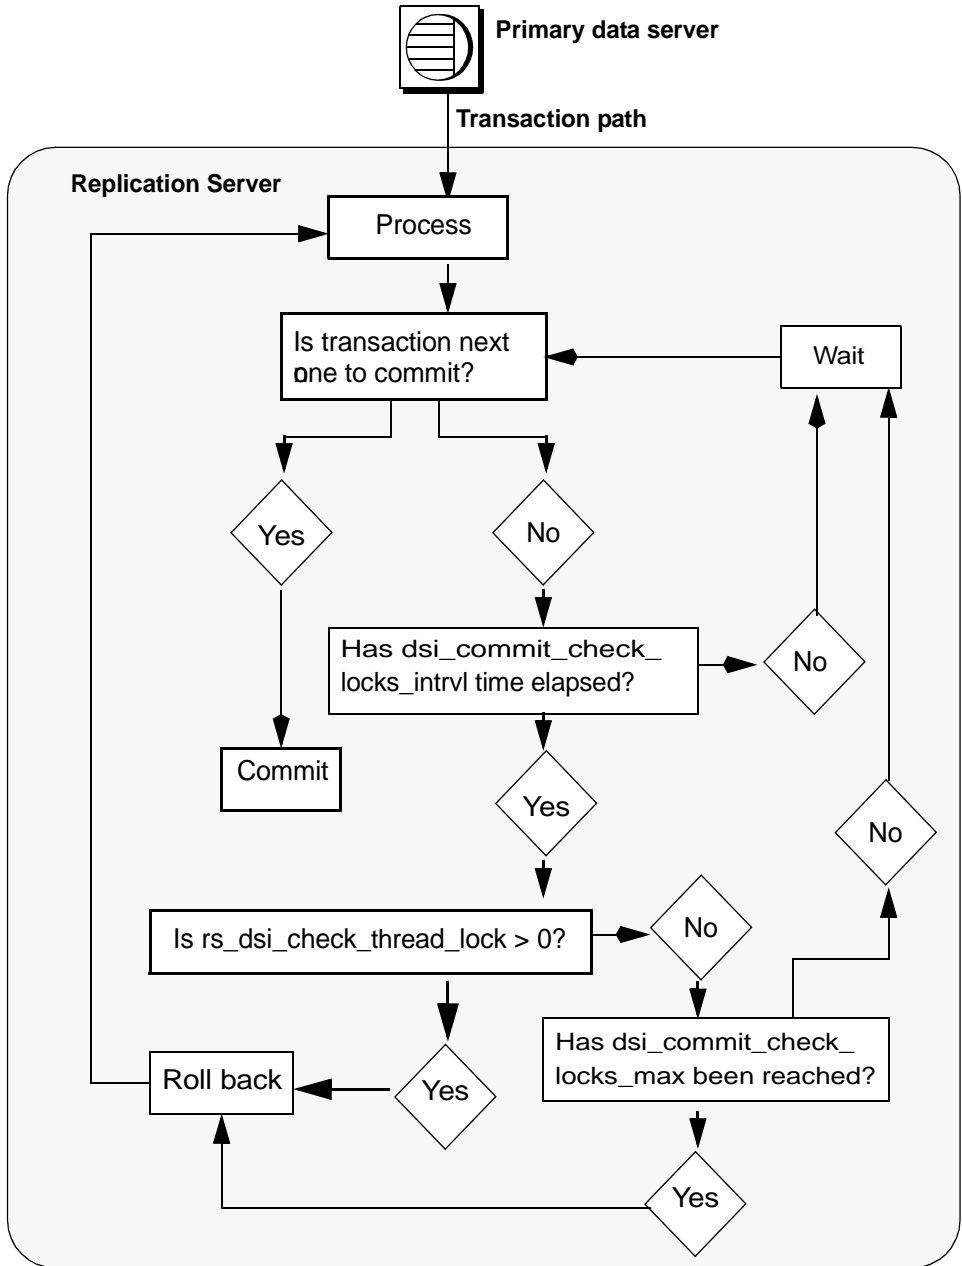 Primary data server
Transaction path
Replication Server
Process
Is transaction next
one to commit?
Wait
Yes
No
Has dsi_commit_check_
locks_intrvl time elapsed?
No
Commit
Yes
No
Is rs_dsi_check_thread_lock > 0?
No
Has dsi_commit_check_
locks_max been reached?
Roll back
Yes
Yes